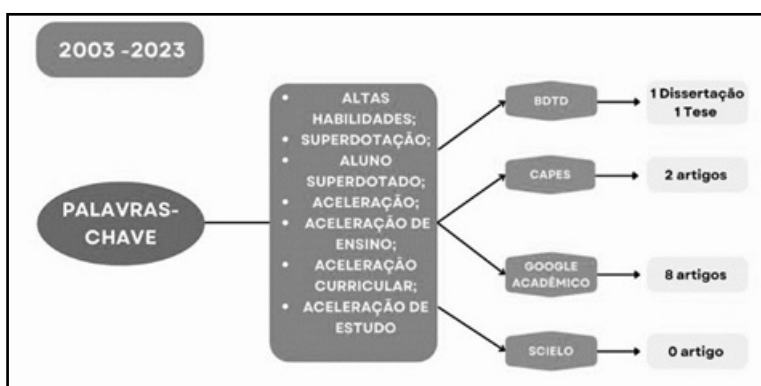 2003 -2023
PALAVRAS-
CHAVE
• ALTAS
HABILIDADES;
• SUPERDOTAÇÃO;
• ALUNO
SUPERDOTADO;
• ACELERAÇÃO;
• ACELERAÇÃO DE
ENSINO;
• ACELERAÇÃO
CURRICULAR;
• ACELERAÇÃO DE
ESTUDO
BDTD
1 Dissertação
1 Tese
CAPES
2 artigos
GOOGLE
ACADÊMICO
8 artigos
SCIELO
0 artigo